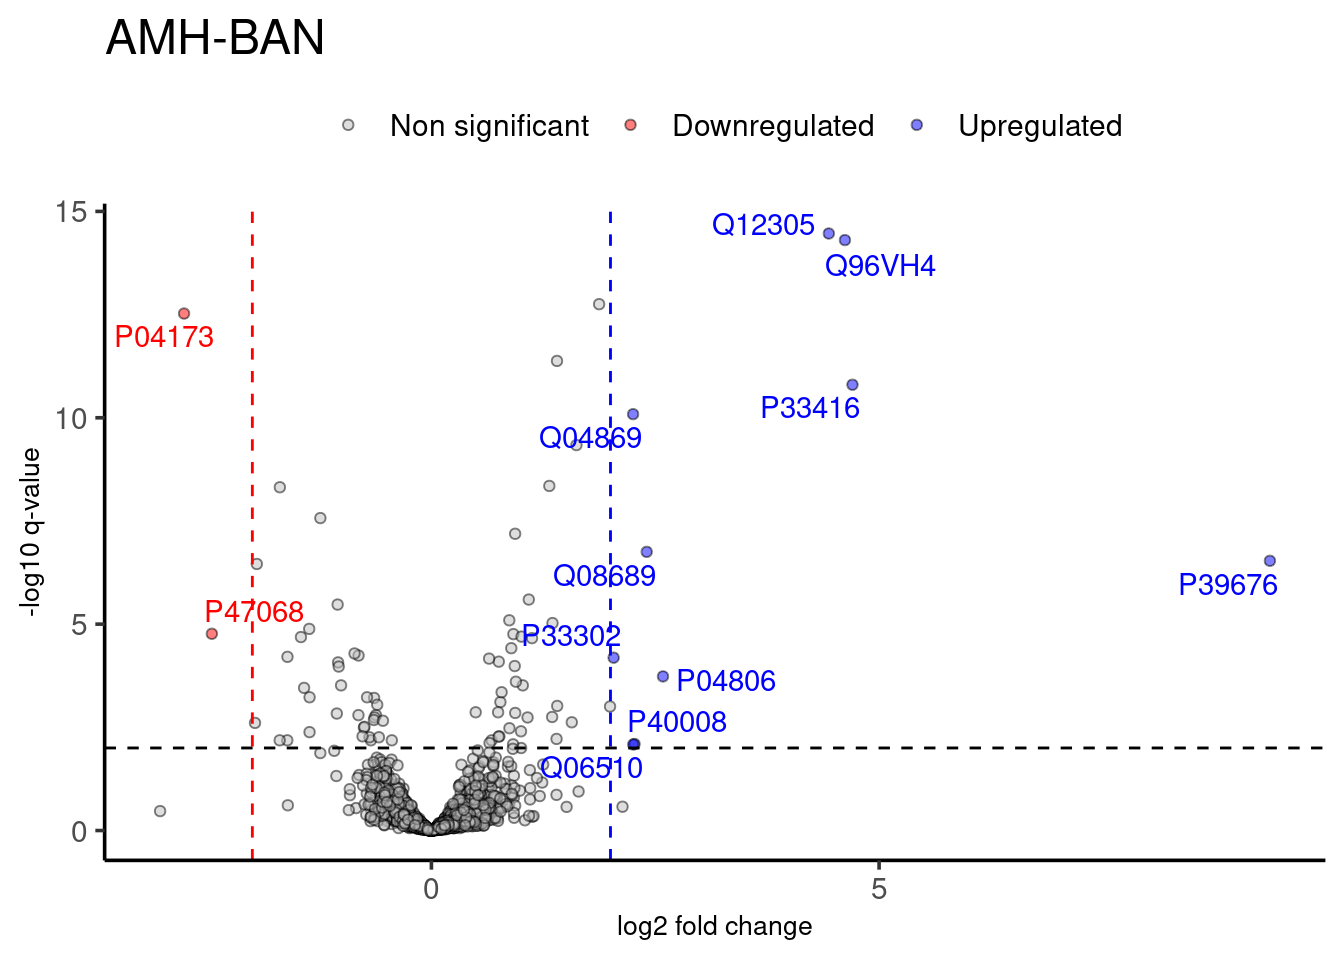 AMH-BAN
Non significant Downregulated Upregulated
15
Q12305
Q96VH4
P04173
P33416
10
Q04869
-log10 q-value
Q08689
P39676
P47068
5
P33302
P04806
P40008
Q06510
0
0 5
log2 fold change